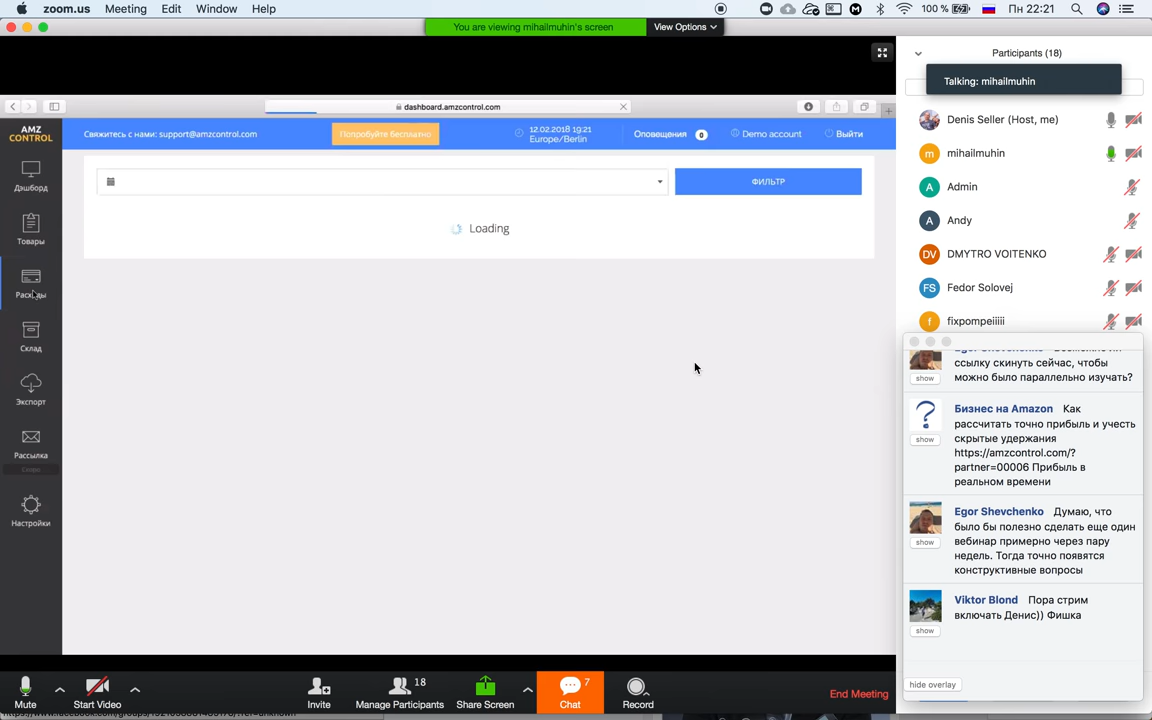 zoom.us Meeting Edit Window Help
100 % Пн 22:21
You are viewing mihailmuhin's screen
View Options
dashboard.amzcontrol.com
AMZ
CONTROL
Свяжитесь с нами: support@amzcontrol.com
Попробуйте бесплатно
12.02.2018 19:21
Europe/Berlin
Оповещения 0
Demo account
Выйти
Дэшборд
Товары
Расходы
Склад
Экспорт
Рассылка
Скоро
Настройки
ФИЛЬТР
Loading
Participants (18)
Talking: mihailmuhin
Denis Seller (Host, me)
m mihailmuhin
A Admin
A Andy
DV DMYTRO VOITENKO
FS Fedor Solovej
f fixpompeiiiii
ссылку скинуть сейчас, чтобы
можно было параллельно изучать?
show
Бизнес на Amazon Как
рассчитать точно прибыль и учесть
скрытые удержания
https://amzcontrol.com/?
partner=00006 Прибыль в
реальном времени
show
Egor Shevchenko Думаю, что
было бы полезно сделать еще один
вебинар примерно через пару
недель. Тогда точно появятся
конструктивные вопросы
show
Viktor Blond Пора стрим
включать Денис)) Фишка
show
hide overlay
Mute
Start Video
Invite
18
Manage Participants
Share Screen
7
Chat
Record
End Meeting